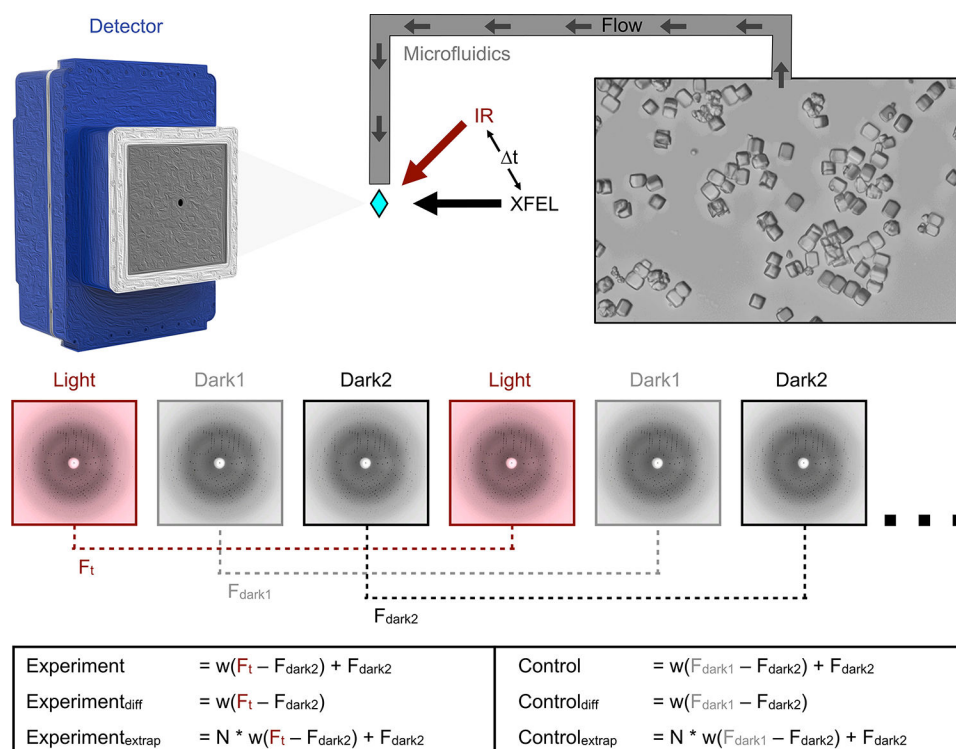 Detector
Flow
Microfluidics
IR
Δt
XFEL
Light Dark1 Dark2 Light Dark1 Dark2
Ft
Fdark1
Fdark2
Experiment = w(Ft – Fdark2) + Fdark2
Experimentdiff = w(Ft – Fdark2)
Experimentextrap = N * w(Ft – Fdark2) + Fdark2
Control = w(Fdark1 – Fdark2) + Fdark2
Controldiff = w(Fdark1 – Fdark2)
Controlextrap = N * w(Fdark1 – Fdark2) + Fdark2